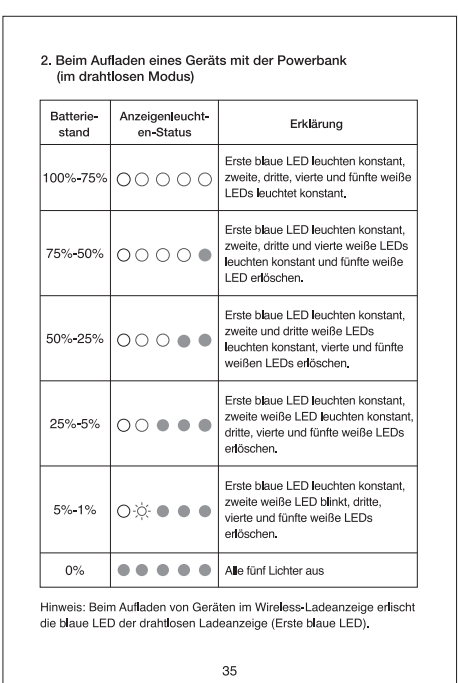 2. Beim Aufladen eines Geräts mit der Powerbank
(im drahtlosen Modus)
Batterie-
stand
Anzeigenleucht-
en-Status
Erklärung
100%-75%
Erste blaue LED leuchten konstant,
zweite, dritte, vierte und fünfte weiße
LEDs leuchtet konstant.
75%-50%
Erste blaue LED leuchten konstant,
zweite, dritte und vierte weiße LEDs
leuchten konstant und fünfte weiße
LED erlöschen.
50%-25%
Erste blaue LED leuchten konstant,
zweite und dritte weiße LEDs
leuchten konstant, vierte und fünfte
weißen LEDs erlöschen.
25%-5%
Erste blaue LED leuchten konstant,
zweite weiße LED leuchten konstant,
dritte, vierte und fünfte weiße LEDs
erlöschen.
5%-1%
Erste blaue LED leuchten konstant,
zweite weiße LED blinkt, dritte,
vierte und fünfte weiße LEDs
erlöschen.
0%
Alle fünf Lichter aus
Hinweis: Beim Aufladen von Geräten im Wireless-Ladeanzeige erlischt
die blaue LED der drahtlosen Ladeanzeige (Erste blaue LED).
35